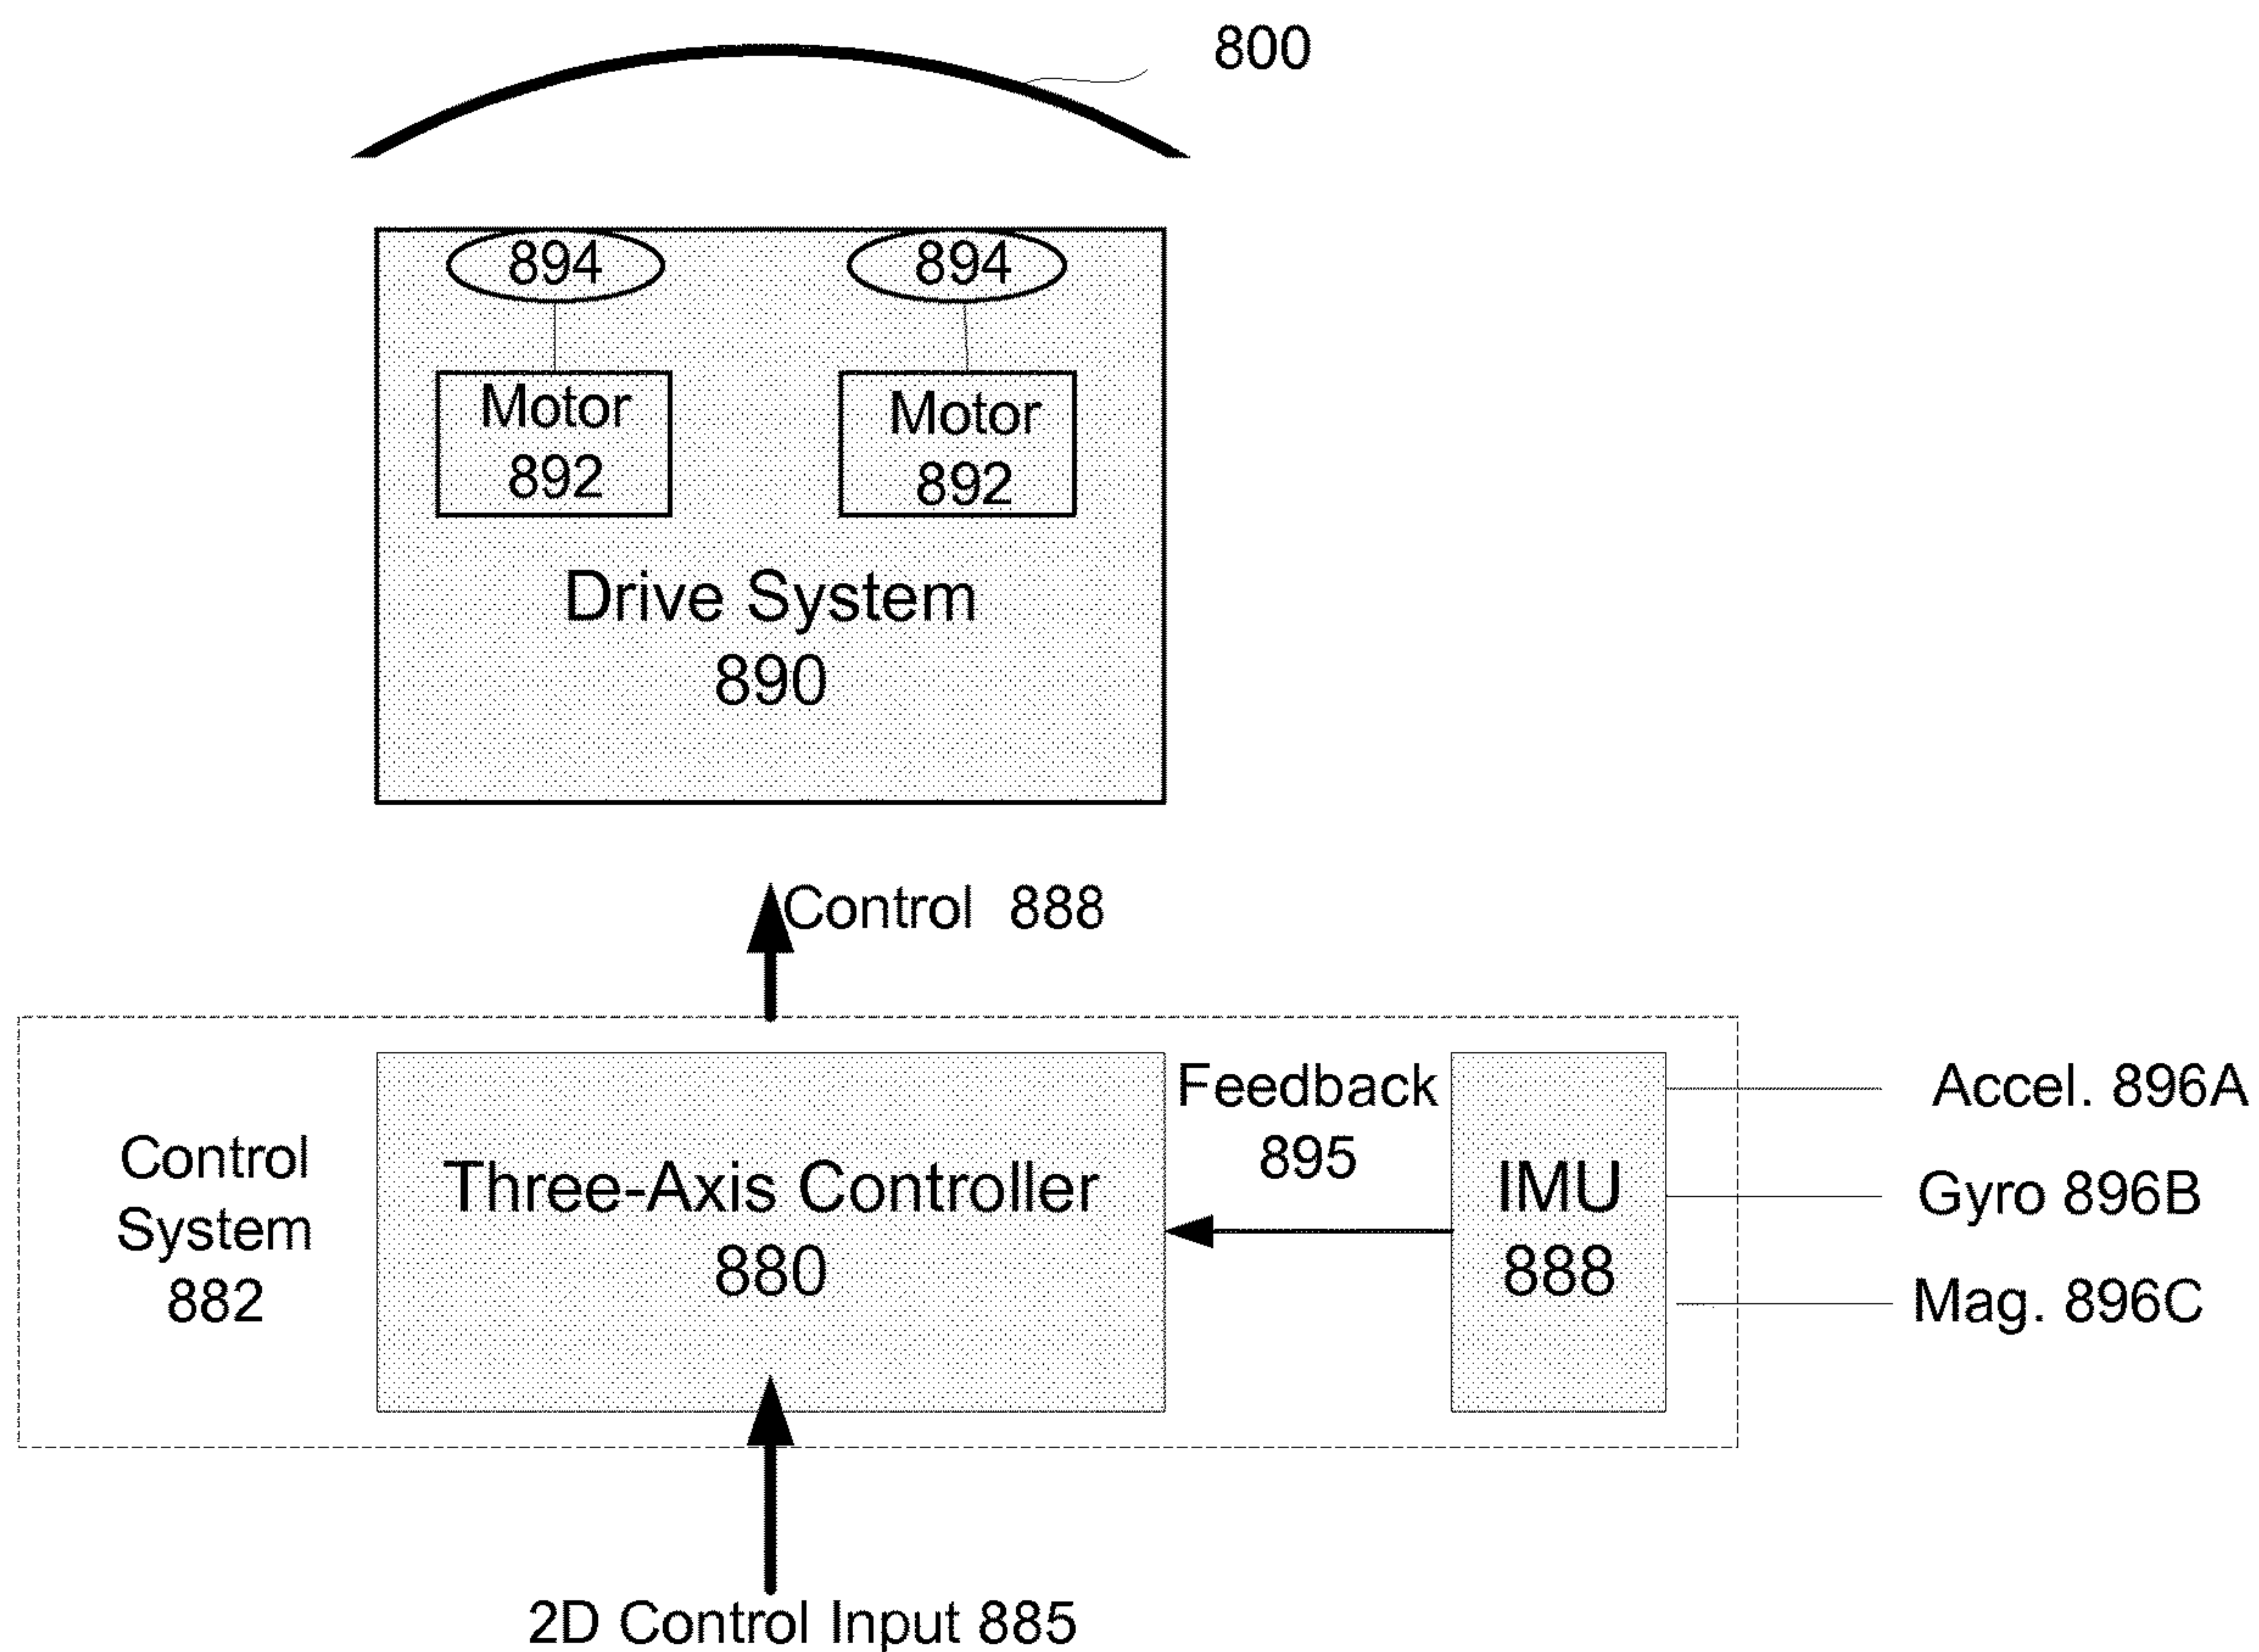 800
894
894
Motor
892
Motor
892
Drive System
890
Control 888
Control
System
882
Three-Axis Controller
880
Feedback
895
IMU
888
Accel. 896A
Gyro 896B
Mag. 896C
2D Control Input 885